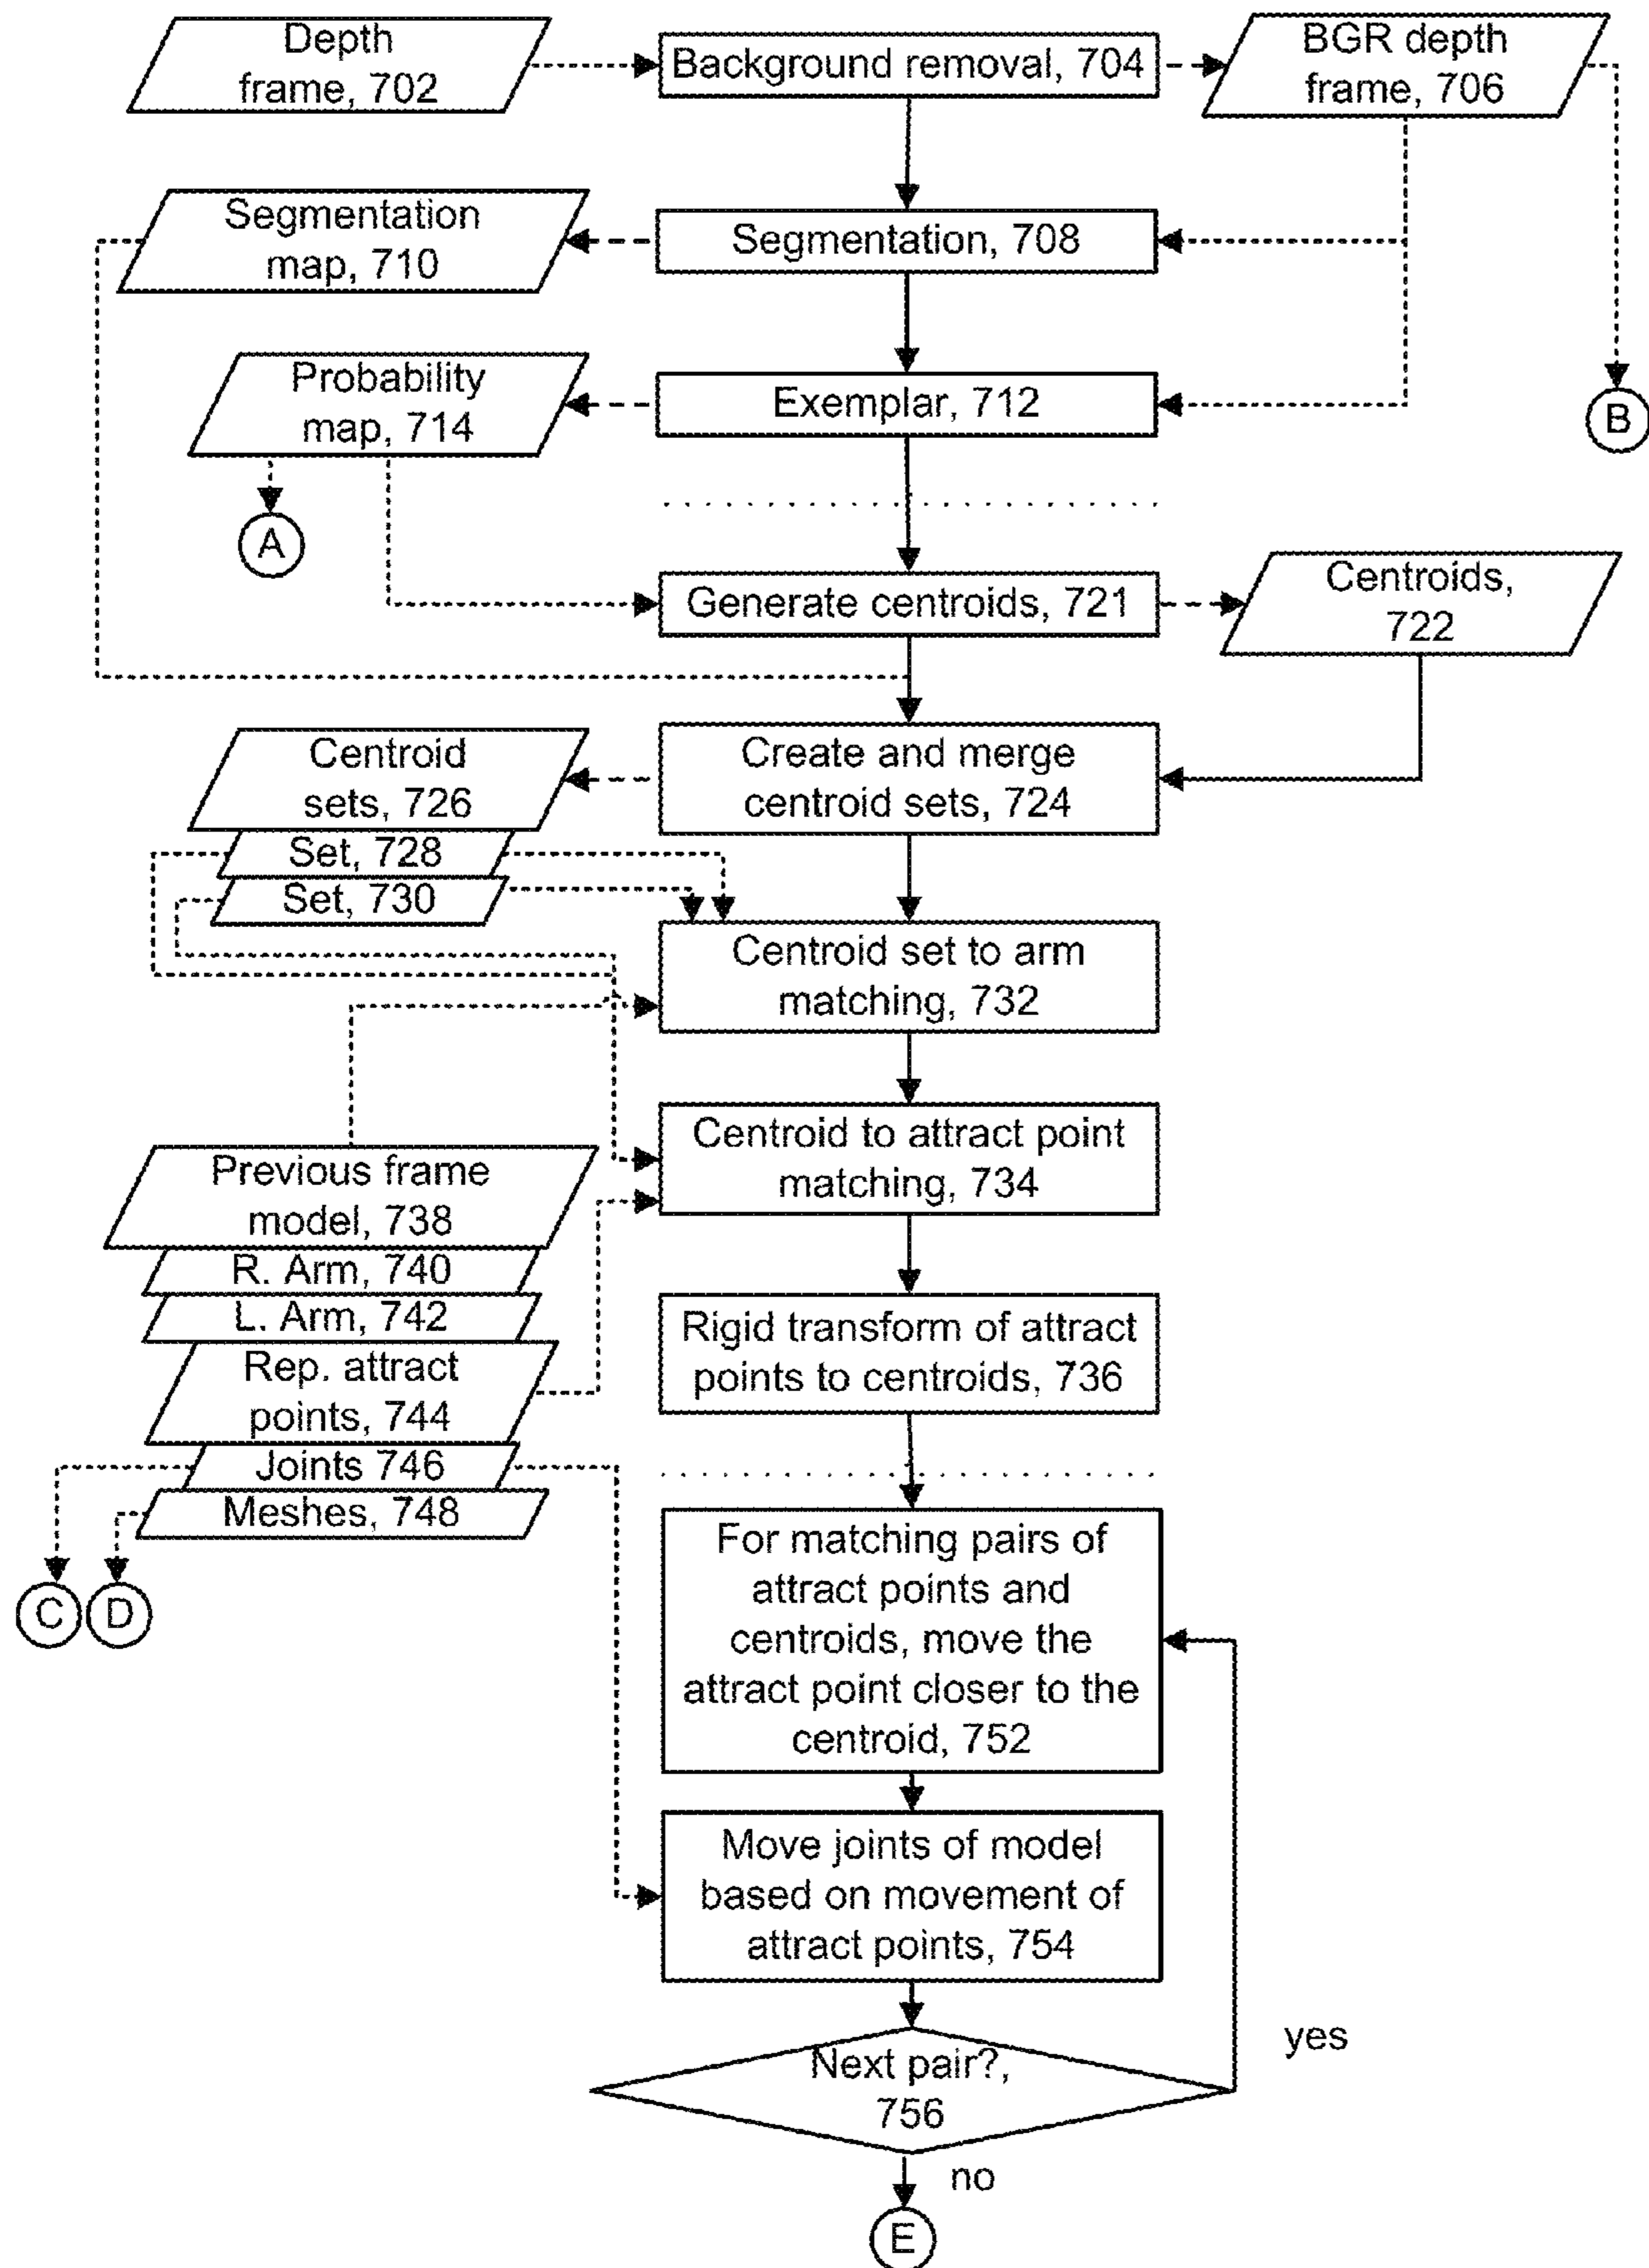 Depth
frame, 702
Background removal, 704
BGR depth
frame, 706
Segmentation
map, 710
Segmentation, 708
Probability
map, 714
Exemplar, 712
B
A
Generate centroids, 721
Centroids,
722
Centroid
sets, 726
Create and merge
centroid sets, 724
Set, 728
Set, 730
Centroid set to arm
matching, 732
Centroid to attract point
matching, 734
Previous frame
model, 738
R. Arm, 740
L. Arm, 742
Rep. attract
points, 744
Joints 746
Meshes, 748
Rigid transform of attract
points to centroids, 736
C
D
For matching pairs of
attract points and
centroids, move the
attract point closer to the
centroid, 752
Move joints of model
based on movement of
attract points, 754
Next pair?,
756
yes
no
E